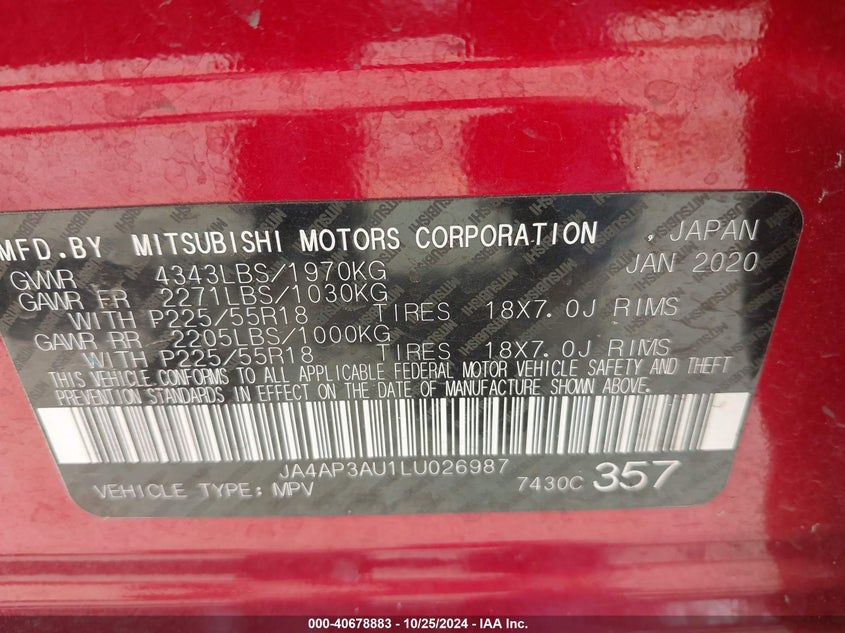 MFD.BY MITSUBISHI MOTORS CORPORATION , JAPAN
GVWR 4343LBS/1970KG JAN 2020
GAWR FR 2271LBS/1030KG
WITH P225/55R18 TIRES 18X7.0J RIMS
GAWR RR 2205LBS/1000KG
WITH P225/55R18 TIRES 18X7.0J RIMS
THIS VEHICLE CONFORMS TO ALL APPLICABLE FEDERAL MOTOR VEHICLE SAFETY AND THEFT
PREVENTION STANDARDS IN EFFECT ON THE DATE OF MANUFACTURE SHOWN ABOVE.
JA4AP3AU1LU026987
VEHICLE TYPE: MPV 7430C 357
000-40678883 - 10/25/2024 - IAA Inc.